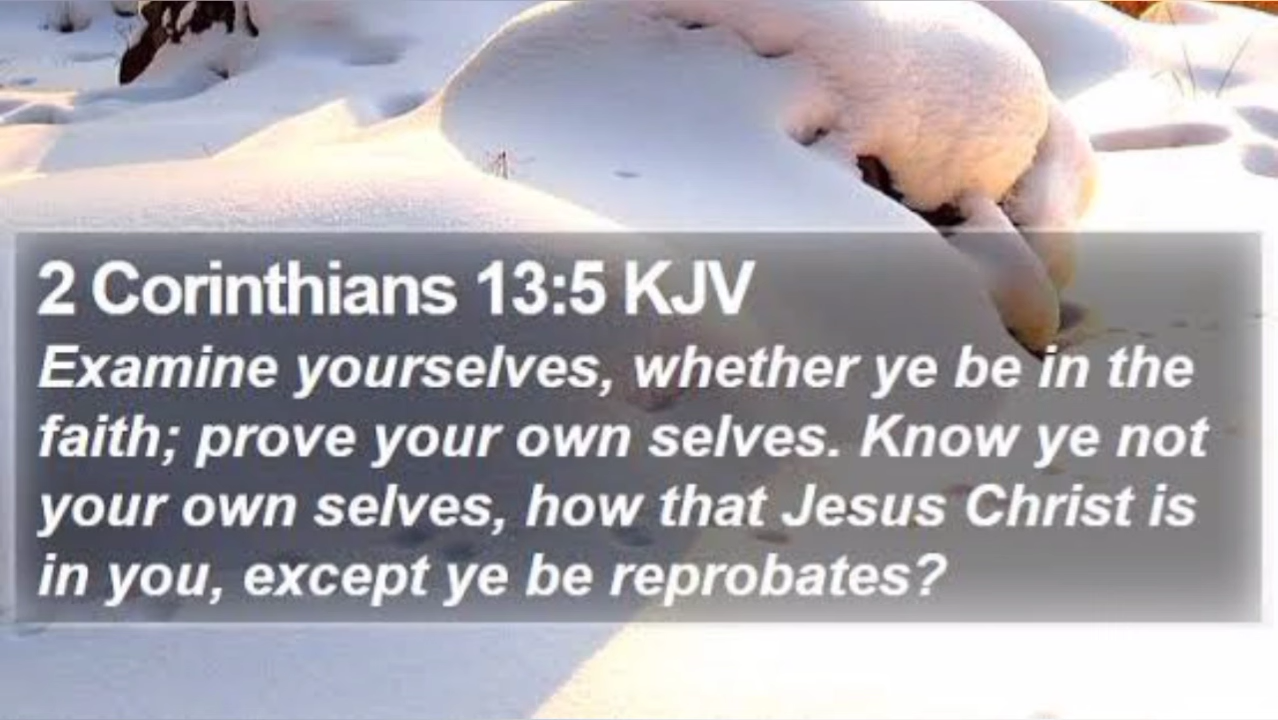 2 Corinthians 13:5 KJV
Examine yourselves, whether ye be in the
faith; prove your own selves. Know ye not
your own selves, how that Jesus Christ is
in you, except ye be reprobates?